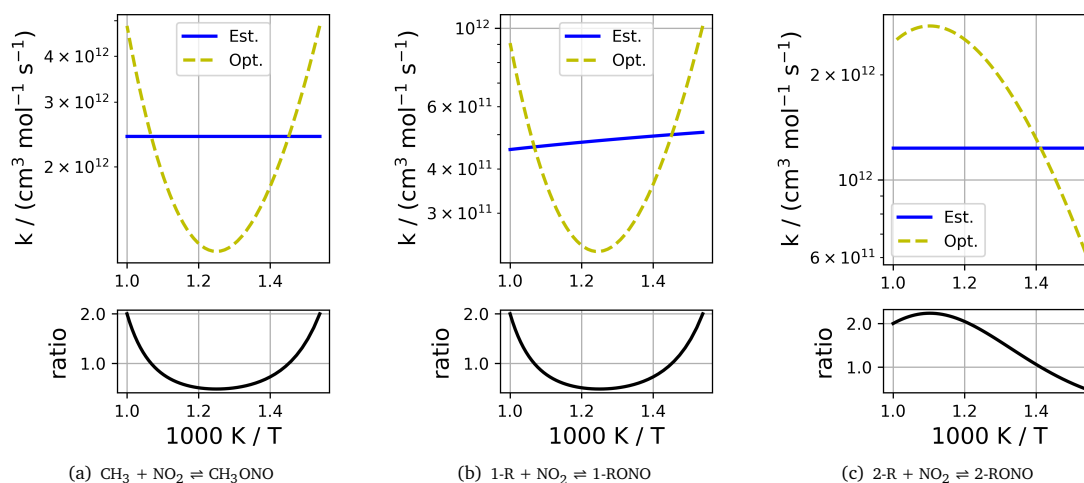 4 × 10¹²
3 × 10¹²
2 × 10¹²
k / (cm³ mol⁻¹ s⁻¹)
Est.
Opt.
1.0 1.2 1.4
2.0
1.0
ratio
1.0 1.2 1.4
1000 K / T
(a) CH₃ + NO₂ ⇌ CH₃ONO
10¹²
6 × 10¹¹
4 × 10¹¹
3 × 10¹¹
k / (cm³ mol⁻¹ s⁻¹)
Est.
Opt.
1.0 1.2 1.4
2.0
1.0
ratio
1.0 1.2 1.4
1000 K / T
(b) 1-R + NO₂ ⇌ 1-RONO
2 × 10¹²
10¹²
6 × 10¹¹
k / (cm³ mol⁻¹ s⁻¹)
Est.
Opt.
1.0 1.2 1.4
2.0
1.0
ratio
1.0 1.2 1.4
1000 K / T
(c) 2-R + NO₂ ⇌ 2-RONO